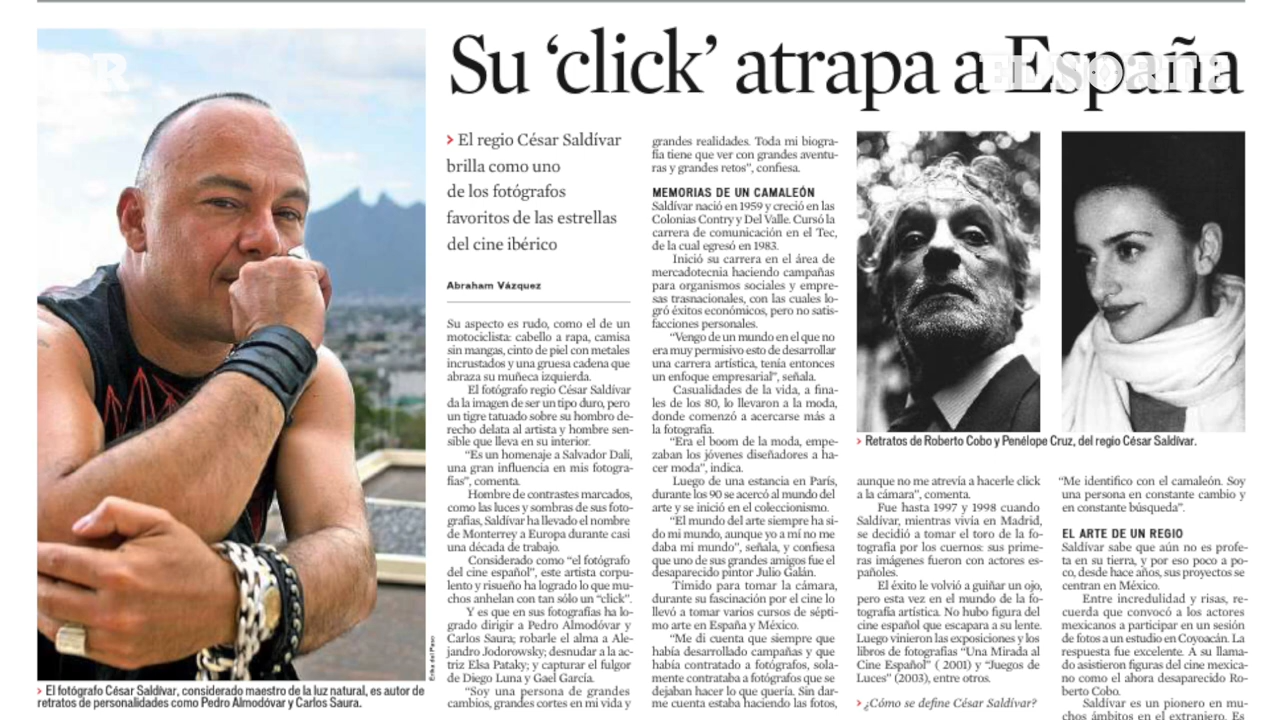 Su ‘click’ atrapa a España
> El regio César Saldívar
brilla como uno
de los fotógrafos
favoritos de las estrellas
del cine ibérico
Abraham Vázquez
Su aspecto es rudo, como el de un
motociclista: cabello a rapa, camisa
sin mangas, cinto de piel con metales
incrustados y una gruesa cadena que
abraza su muñeca izquierda.
El fotógrafo regio César Saldívar
da la imagen de ser un tipo duro, pero
un tigre tatuado sobre su hombro de-
recho delata al artista y hombre sen-
sible que lleva en su interior.
“Es un homenaje a Salvador Dalí,
una gran influencia en mis fotogra-
fías”, comenta.
Hombre de contrastes marcados,
como las luces y sombras de sus foto-
grafías, Saldívar ha llevado el nombre
de Monterrey a Europa durante casi
una década de trabajo.
Considerado como “el fotógrafo
del cine español”, este artista corpu-
lento y risueño ha logrado lo que mu-
chos anhelan con tan sólo un “click”.
Y es que en sus fotografías ha lo-
grado dirigir a Pedro Almodóvar y
Carlos Saura; robarle el alma a Ale-
jandro Jodorowsky; desnudar a la ac-
triz Elsa Pataky; y capturar el fulgor
de Diego Luna y Gael García.
“Soy una persona de grandes
cambios, grandes cortes en mi vida y
grandes realidades. Toda mi biogra-
fía tiene que ver con grandes aventu-
ras y grandes retos”, confiesa.
MEMORIAS DE UN CAMALEÓN
Saldívar nació en 1959 y creció en las
Colonias Contry y Del Valle. Cursó la
carrera de comunicación en el Tec,
de la cual egresó en 1983.
Inició su carrera en el área de
mercadotecnia haciendo campañas
para organismos sociales y empre-
sas trasnacionales, con las cuales lo-
gró éxitos económicos, pero no satis-
facciones personales.
“Vengo de un mundo en el que no
era muy permisivo esto de desarrollar
una carrera artística, tenía entonces
un enfoque empresarial”, señala.
Casualidades de la vida, a fina-
les de los 80, lo llevaron a la moda,
donde comenzó a acercarse más a
la fotografía.
“Era el boom de la moda, empe-
zaban los jóvenes diseñadores a ha-
cer moda”, indica.
Luego de una estancia en París,
durante los 90 se acercó al mundo del
arte y se inició en el coleccionismo.
“El mundo del arte siempre ha si-
do mi mundo, aunque yo a mí no me
daba mi mundo”, señala, y confiesa
que uno de sus grandes amigos fue el
desaparecido pintor Julio Galán.
Tímido para tomar la cámara,
durante su fascinación por el cine lo
llevó a tomar varios cursos de sépti-
mo arte en España y México.
“Me di cuenta que siempre que
había desarrollado campañas y que
había contratado a fotógrafos, sola-
mente contrataba a fotógrafos que se
dejaban hacer lo que quería. Sin dar-
me cuenta estaba haciendo las fotos,
> Retratos de Roberto Cobo y Penélope Cruz, del regio César Saldívar.
aunque no me atrevía a hacerle click
a la cámara”, comenta.
Fue hasta 1997 y 1998 cuando
Saldívar, mientras vivía en Madrid,
se decidió a tomar el toro de la fo-
tografía por los cuernos: sus prime-
ras imágenes fueron con actores es-
pañoles.
El éxito le volvió a guiñar un ojo,
pero esta vez en el mundo de la fo-
tografía artística. No hubo figura del
cine español que escapara a su lente.
Luego vinieron las exposiciones y los
libros de fotografías “Una Mirada al
Cine Español” ( 2001) y “Juegos de
Luces” (2003), entre otros.
> ¿Cómo se define César Saldívar?
“Me identifico con el camaleón. Soy
una persona en constante cambio y
en constante búsqueda”.
EL ARTE DE UN REGIO
Saldívar sabe que aún no es profe-
ta en su tierra, y por eso poco a po-
co, desde hace años, sus proyectos se
centran en México.
Entre incredulidad y risas, re-
cuerda que convocó a los actores
mexicanos a participar en un sesión
de fotos a un estudio en Coyoacán. La
respuesta fue excelente. A su llama-
do asistieron figuras del cine mexica-
no como el ahora desaparecido Ro-
berto Cobo.
Saldívar es un pionero en mu-
chos ámbitos en el extranjero. Es
Erika del Paso
> El fotógrafo César Saldívar, considerado maestro de la luz natural, es autor de
retratos de personalidades como Pedro Almodóvar y Carlos Saura.